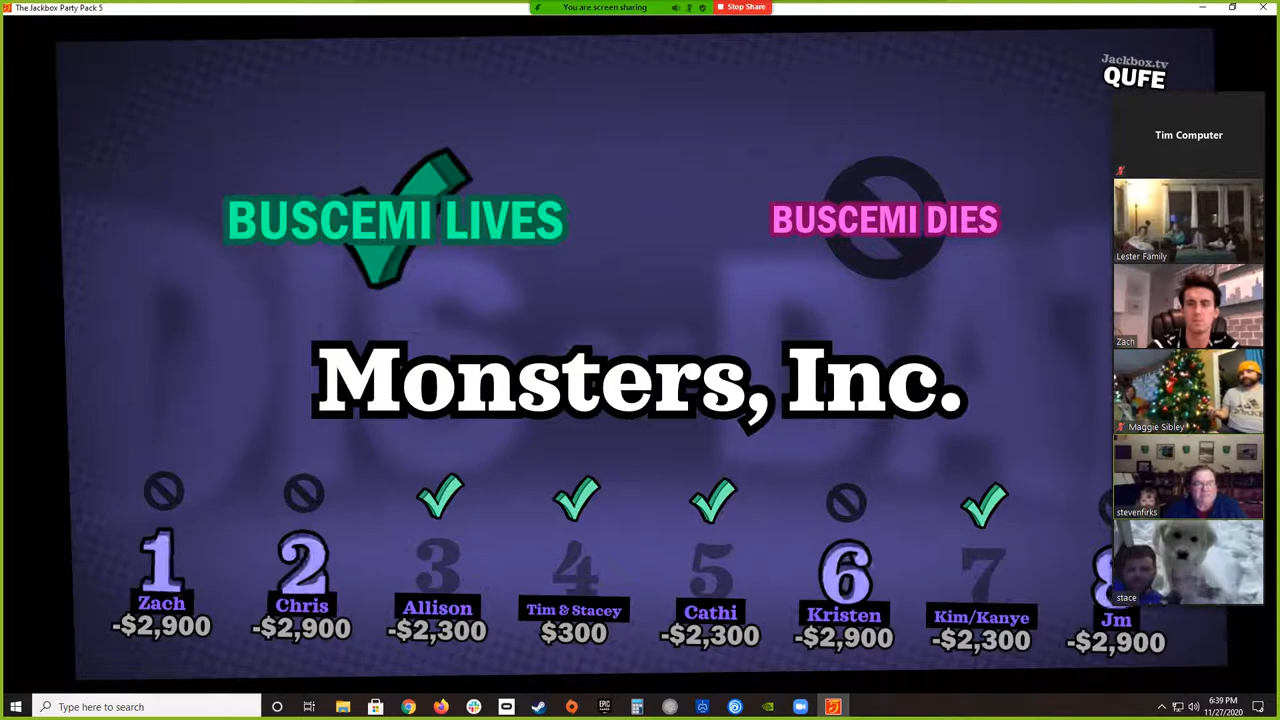 The Jackbox Party Pack 5
You are screen sharing
Stop Share
Jackbox.tv
QUFE
BUSCEMI LIVES
BUSCEMI DIES
Monsters, Inc.
Tim Computer
Lester Family
Zach
Maggie Sibley
stevenfirks
stace
1
2
3
4
5
6
7
8
Zach
Chris
Allison
Tim & Stacey
Cathi
Kristen
Kim/Kanye
Jm
-$2,900
-$2,900
-$2,300
$300
-$2,300
-$2,900
-$2,300
-$2,900
Type here to search
EPIC
6:39 PM
11/27/2020